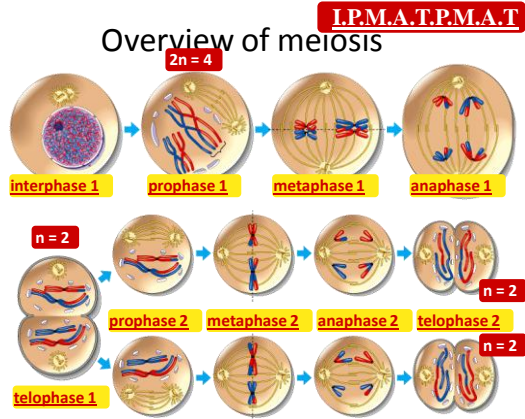 I.P.M.A.T.P.M.A.T
Overview of meiosis
2n = 4
interphase 1
prophase 1
metaphase 1
anaphase 1
n = 2
n = 2
prophase 2
metaphase 2
anaphase 2
telophase 2
n = 2
telophase 1